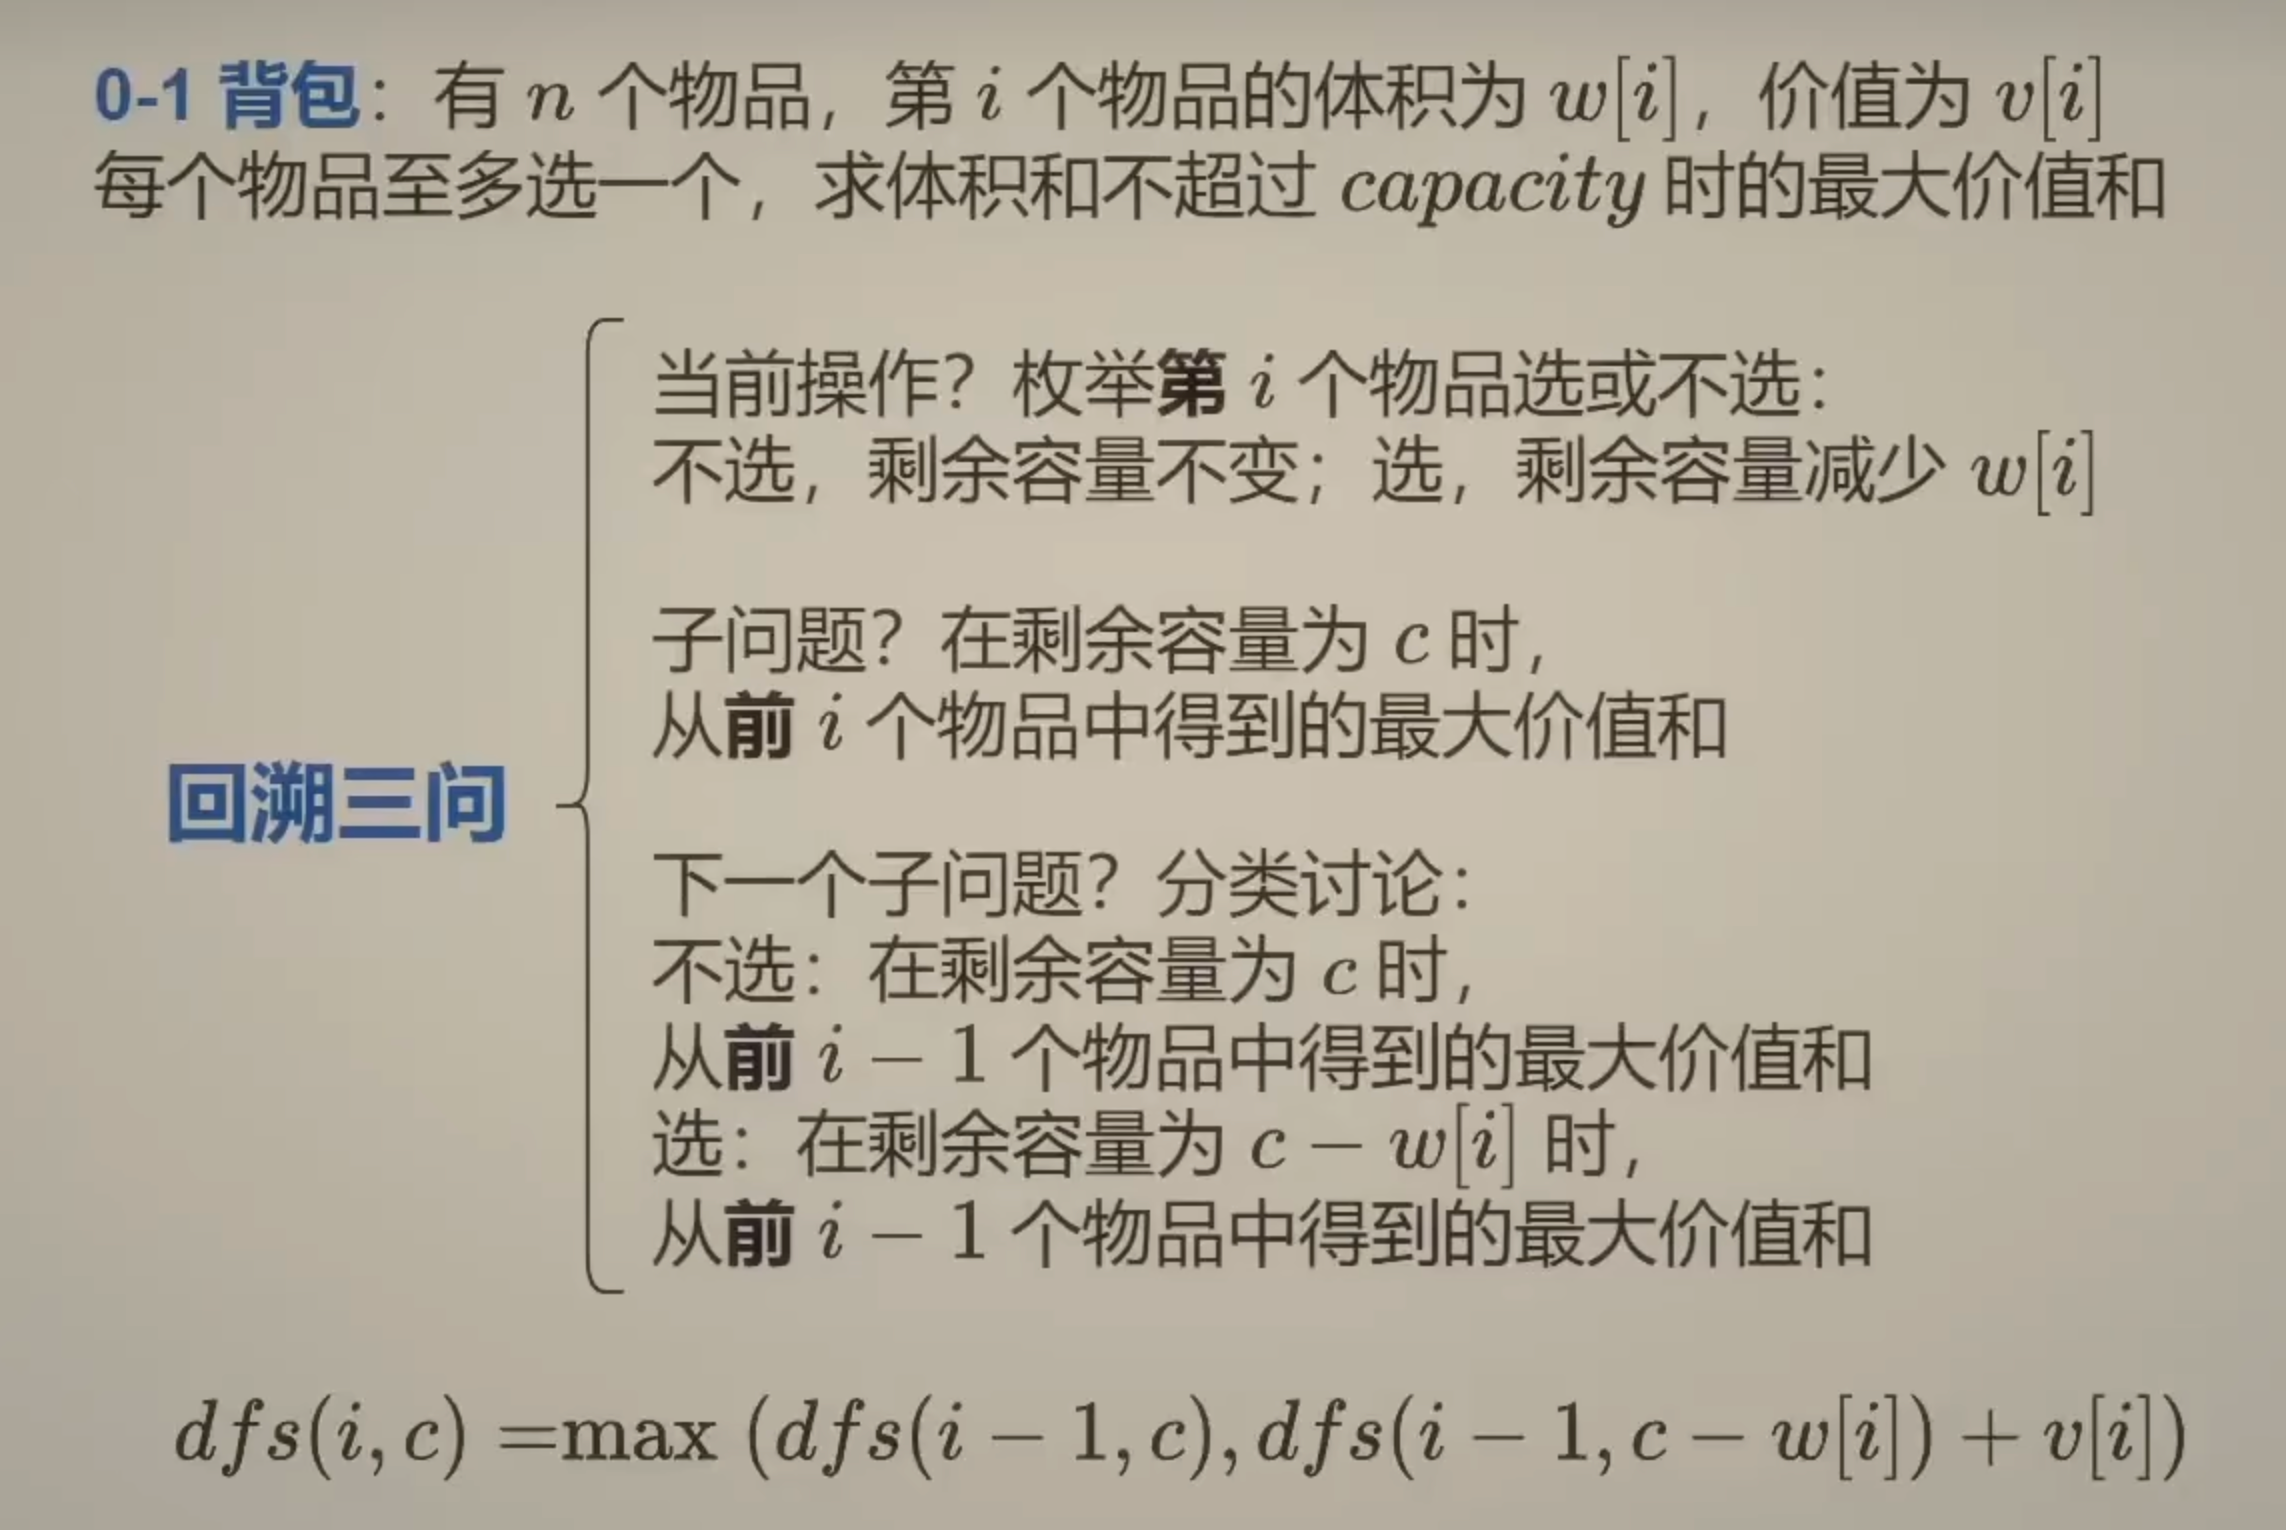 0-1 背包：有 n 个物品，第 i 个物品的体积为 w[i]，价值为 v[i]
每个物品至多选一个，求体积和不超过 capacity 时的最大价值和
当前操作？枚举第 i 个物品选或不选：
不选，剩余容量不变；选，剩余容量减少 w[i]
子问题？在剩余容量为 c 时，
从前 i 个物品中得到的最大价值和
回溯三问
下一个子问题？分类讨论：
不选：在剩余容量为 c 时，
从前 i − 1 个物品中得到的最大价值和
选：在剩余容量为 c − w[i] 时，
从前 i − 1 个物品中得到的最大价值和
dfs(i, c) =max (dfs(i − 1, c), dfs(i − 1, c − w[i]) + v[i])